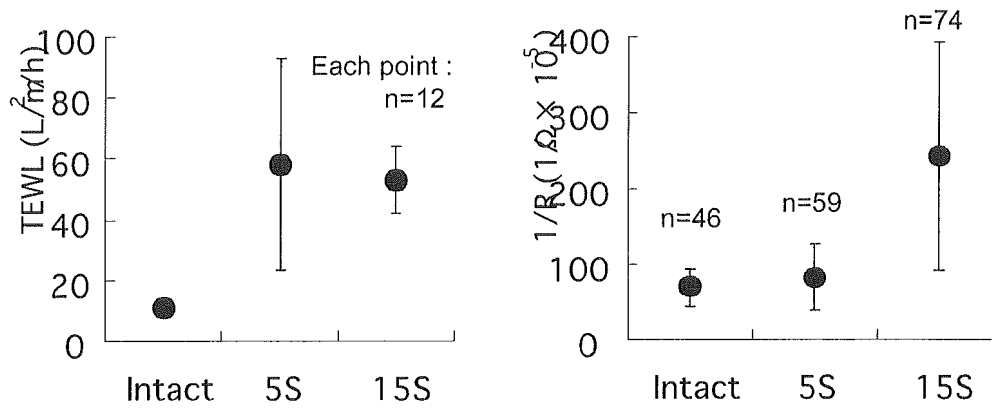 TEWL (L/m²/h)
100
80
60
40
20
0
Each point :
n=12
Intact 5S 15S
1/R (1/Ω × 10⁻⁵)
400
300
200
100
0
n=46
n=59
n=74
Intact 5S 15S